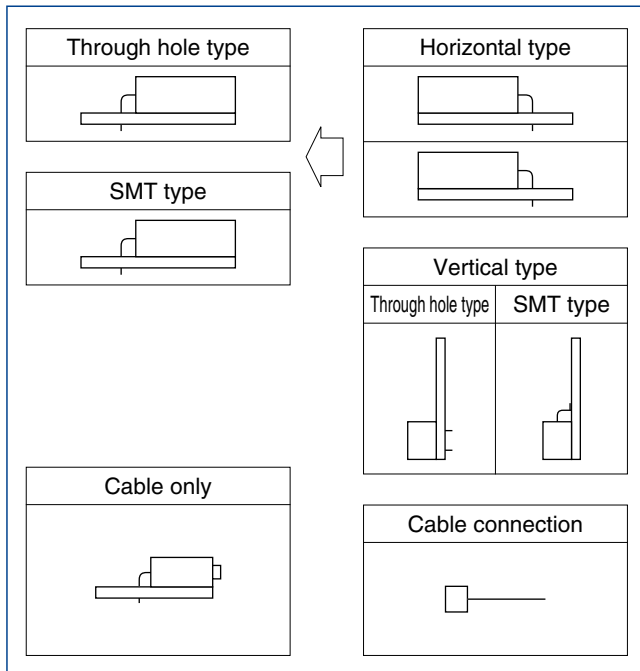 Through hole type
SMT type
Horizontal type
Vertical type
Through hole type
SMT type
Cable only
Cable connection